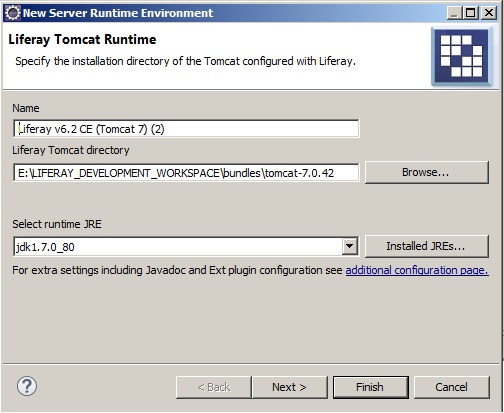 New Server Runtime Environment
Liferay Tomcat Runtime
Specify the installation directory of the Tomcat configured with Liferay.
Name
Liferay v6.2 CE (Tomcat 7) (2)
Liferay Tomcat directory
E:\LIFERAY_DEVELOPMENT_WORKSPACE\bundles\tomcat-7.0.42
Browse...
Select runtime JRE
jdk1.7.0_80
Installed JREs...
For extra settings including Javadoc and Ext plugin configuration see additional configuration page.
?
< Back
Next >
Finish
Cancel